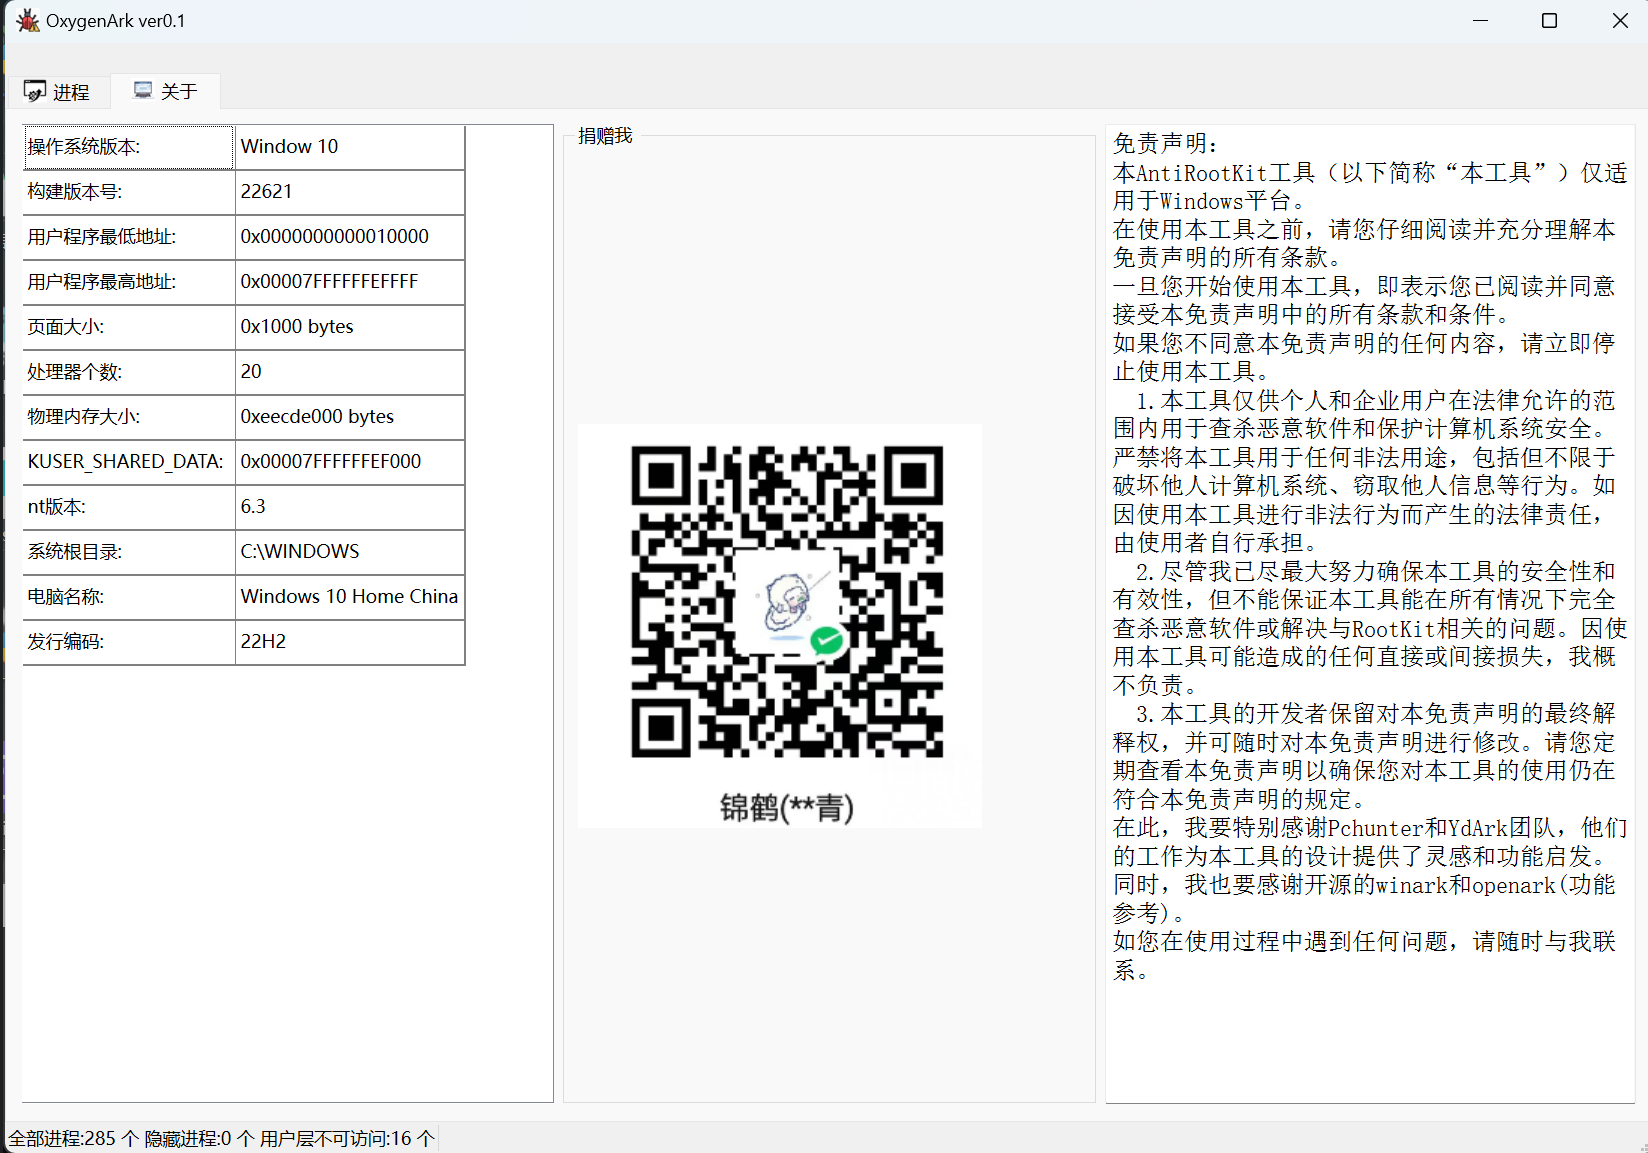 OxygenArk ver0.1
进程
关于
操作系统版本: Window 10
构建版本号: 22621
用户程序最低地址: 0x0000000000010000
用户程序最高地址: 0x00007FFFFFFEFFFF
页面大小: 0x1000 bytes
处理器个数: 20
物理内存大小: 0xeecde000 bytes
KUSER_SHARED_DATA: 0x00007FFFFFFEF000
nt版本: 6.3
系统根目录: C:\WINDOWS
电脑名称: Windows 10 Home China
发行编码: 22H2
捐赠我
锦鹤(**青)
免责声明：
本AntiRootKit工具（以下简称“本工具”）仅适
用于Windows平台。
在使用本工具之前，请您仔细阅读并充分理解本
免责声明的所有条款。
一旦您开始使用本工具，即表示您已阅读并同意
接受本免责声明中的所有条款和条件。
如果您不同意本免责声明的任何内容，请立即停
止使用本工具。
1.本工具仅供个人和企业用户在法律允许的范
围内用于查杀恶意软件和保护计算机系统安全。
严禁将本工具用于任何非法用途，包括但不限于
破坏他人计算机系统、窃取他人信息等行为。如
因使用本工具进行非法行为而产生的法律责任，
由使用者自行承担。
2.尽管我已尽最大努力确保本工具的安全性和
有效性，但不能保证本工具能在所有情况下完全
查杀恶意软件或解决与RootKit相关的问题。因使
用本工具可能造成的任何直接或间接损失，我概
不负责。
3.本工具的开发者保留对本免责声明的最终解
释权，并可随时对本免责声明进行修改。请您定
期查看本免责声明以确保您对本工具的使用仍在
符合本免责声明的规定。
在此，我要特别感谢Pchunter和YdArk团队，他们
的工作为本工具的设计提供了灵感和功能启发。
同时，我也要感谢开源的winark和openark(功能
参考)。
如您在使用过程中遇到任何问题，请随时与我联
系。
全部进程:285 个 隐藏进程:0 个 用户层不可访问:16 个